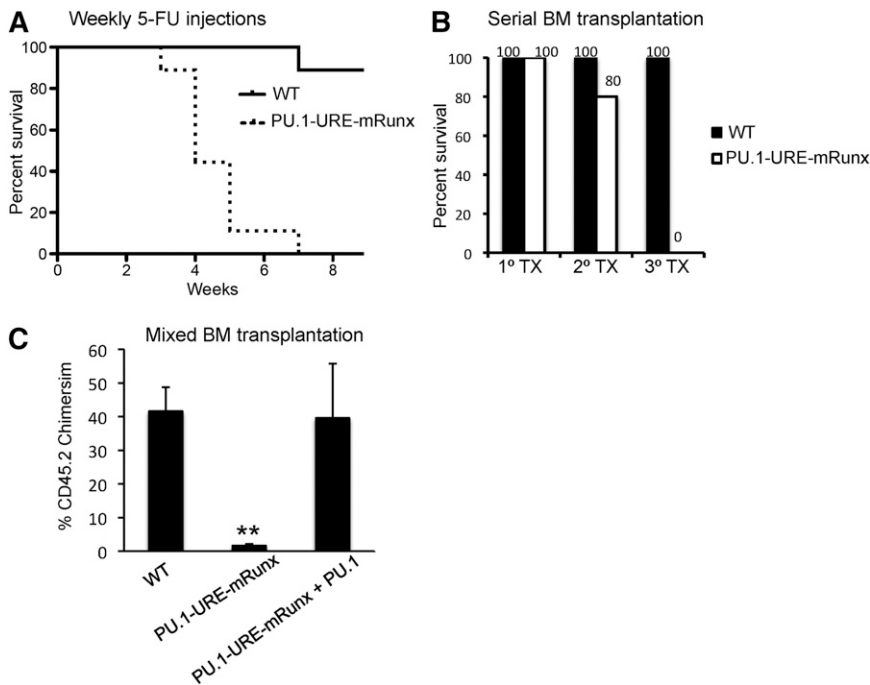 A Weekly 5-FU injections
Percent survival
100
80
60
40
20
0
WT
PU.1-URE-mRunx
0 2 4 6 8
Weeks
B Serial BM transplantation
Percent survival
100
80
60
40
20
0
100 100 100 80 100 0
1º TX 2º TX 3º TX
WT
PU.1-URE-mRunx
C Mixed BM transplantation
% CD45.2 Chimersim
60
50
40
30
20
10
0
**
WT
PU.1-URE-mRunx
PU.1-URE-mRunx + PU.1